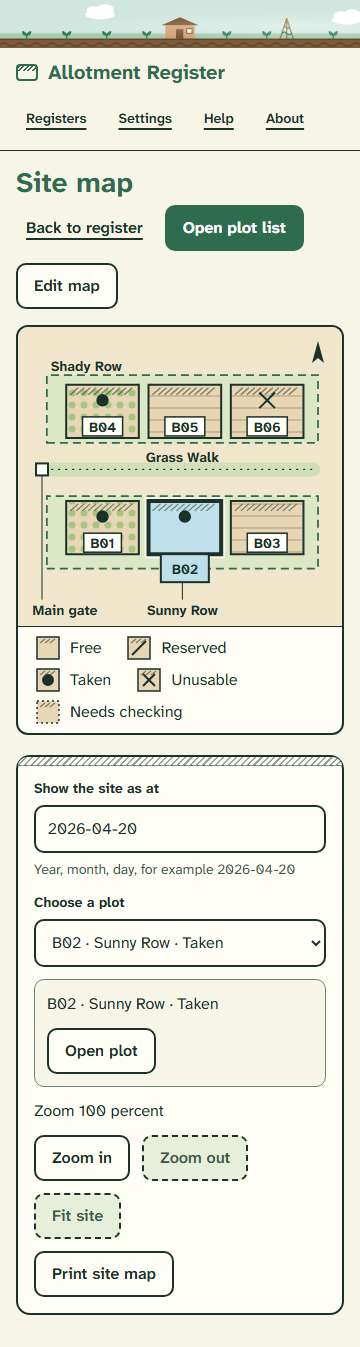 Allotment Register
Registers Settings Help About
Site map
Back to register Open plot list
Edit map
Shady Row
B04 B05 B06
Grass Walk
B01 B02 B03
Main gate Sunny Row
Free Reserved
Taken Unusable
Needs checking
Show the site as at
2026-04-20
Year, month, day, for example 2026-04-20
Choose a plot
B02 · Sunny Row · Taken
B02 · Sunny Row · Taken
Open plot
Zoom 100 percent
Zoom in Zoom out
Fit site
Print site map